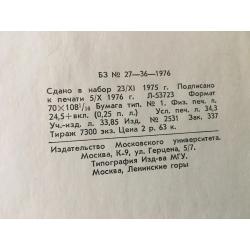 БЗ № 27—36—1976
Сдано в набор 23/XI 1975 г. Подписано
к печати 5/X 1976 г. Л-53723 Формат
70×108¹/₁₆ Бумага тип. № 1. Физ. печ. л.
24,5+вкл. (0,25 п. л.) Усл. печ. л. 34,3
Уч.-изд. л. 33,85 Изд. № 2531 Зак. 337
Тираж 7300 экз. Цена 2 р. 63 к.
Издательство Московского университета.
Москва, К-9, ул. Герцена, 5/7.
Типография Изд-ва МГУ.
Москва, Ленинские горы